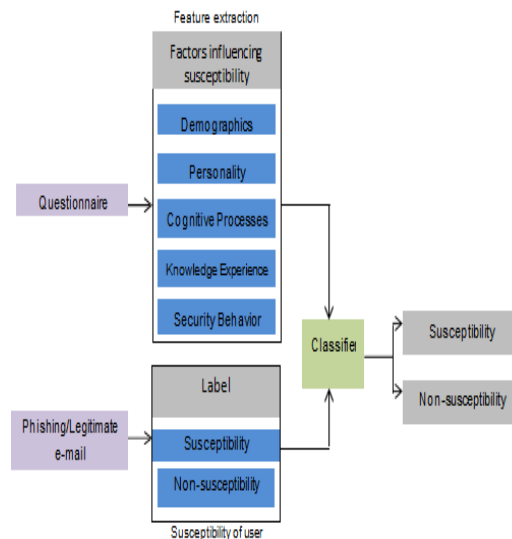 Feature extraction
Factors influencing
susceptibility
Demographics
Personality
Questionnaire
Cognitive Processes
Knowledge Experience
Security Behavior
Classifier
Susceptibility
Non-susceptibility
Label
Phishing/Legitimate
e-mail
Susceptibility
Non-susceptibility
Susceptibility of user